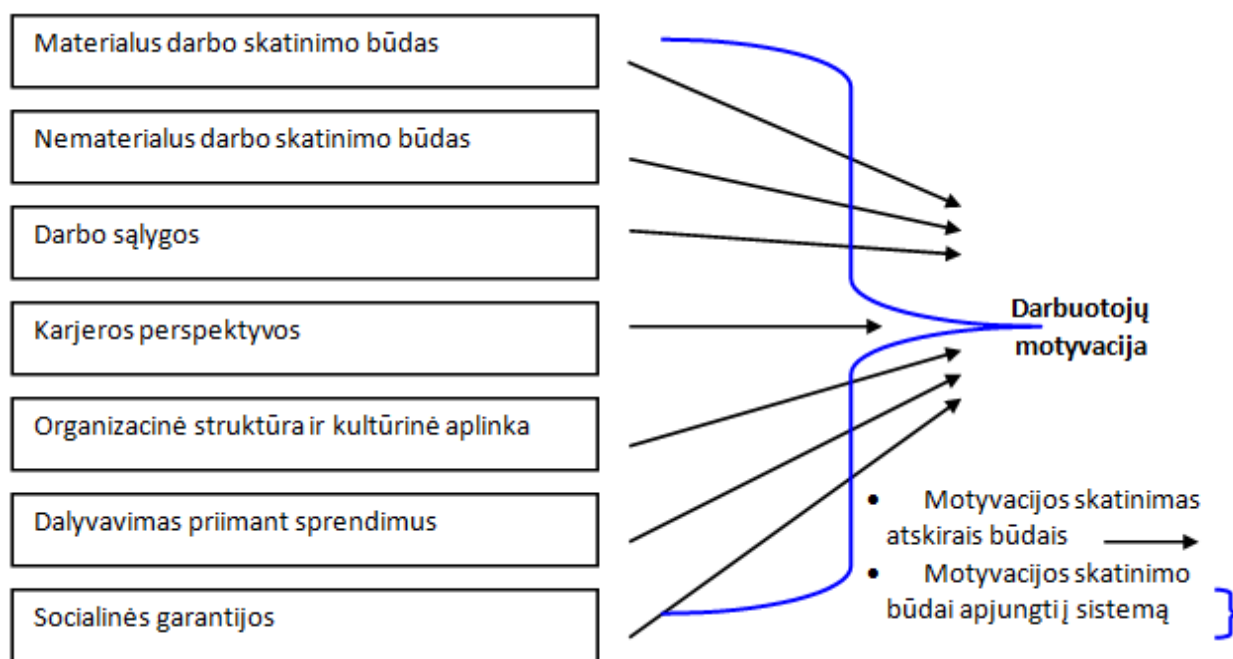 Materialus darbo skatinimo būdas
Nematerialus darbo skatinimo būdas
Darbo sąlygos
Karjeros perspektyvos
Organizacinė struktūra ir kultūrinė aplinka
Dalyvavimas priimant sprendimus
Socialinės garantijos
Darbuotojų
motyvacija
• Motyvacijos skatinimas
atskirais būdais
• Motyvacijos skatinimo
būdai apjungti į sistemą